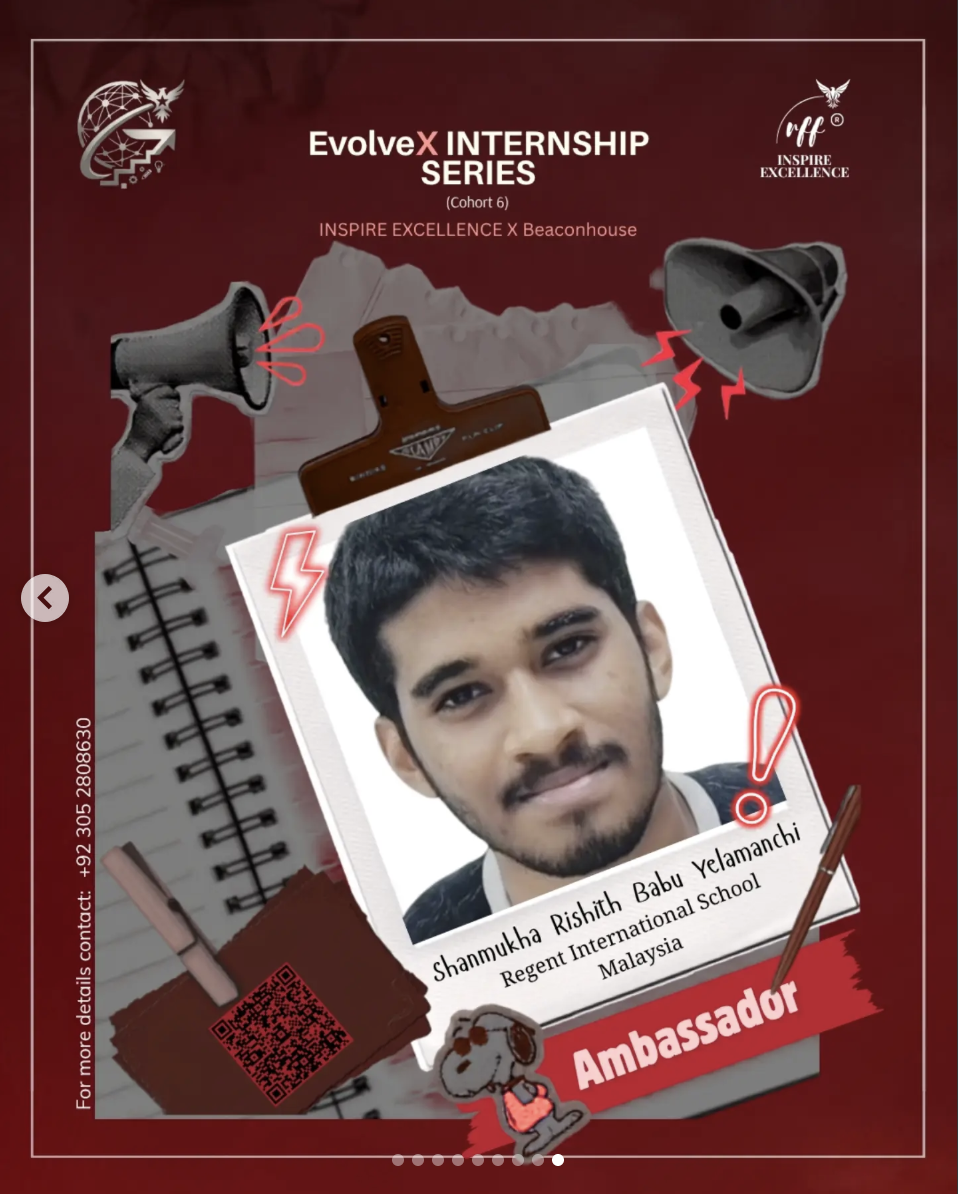 EvolveX INTERNSHIP
SERIES
(Cohort 6)
INSPIRE EXCELLENCE X Beaconhouse
rff ®
INSPIRE
EXCELLENCE
Shanmukha Rishith Babu Yelamanchi
Regent International School
Malaysia
Ambassador
For more details contact: +92 305 2808630